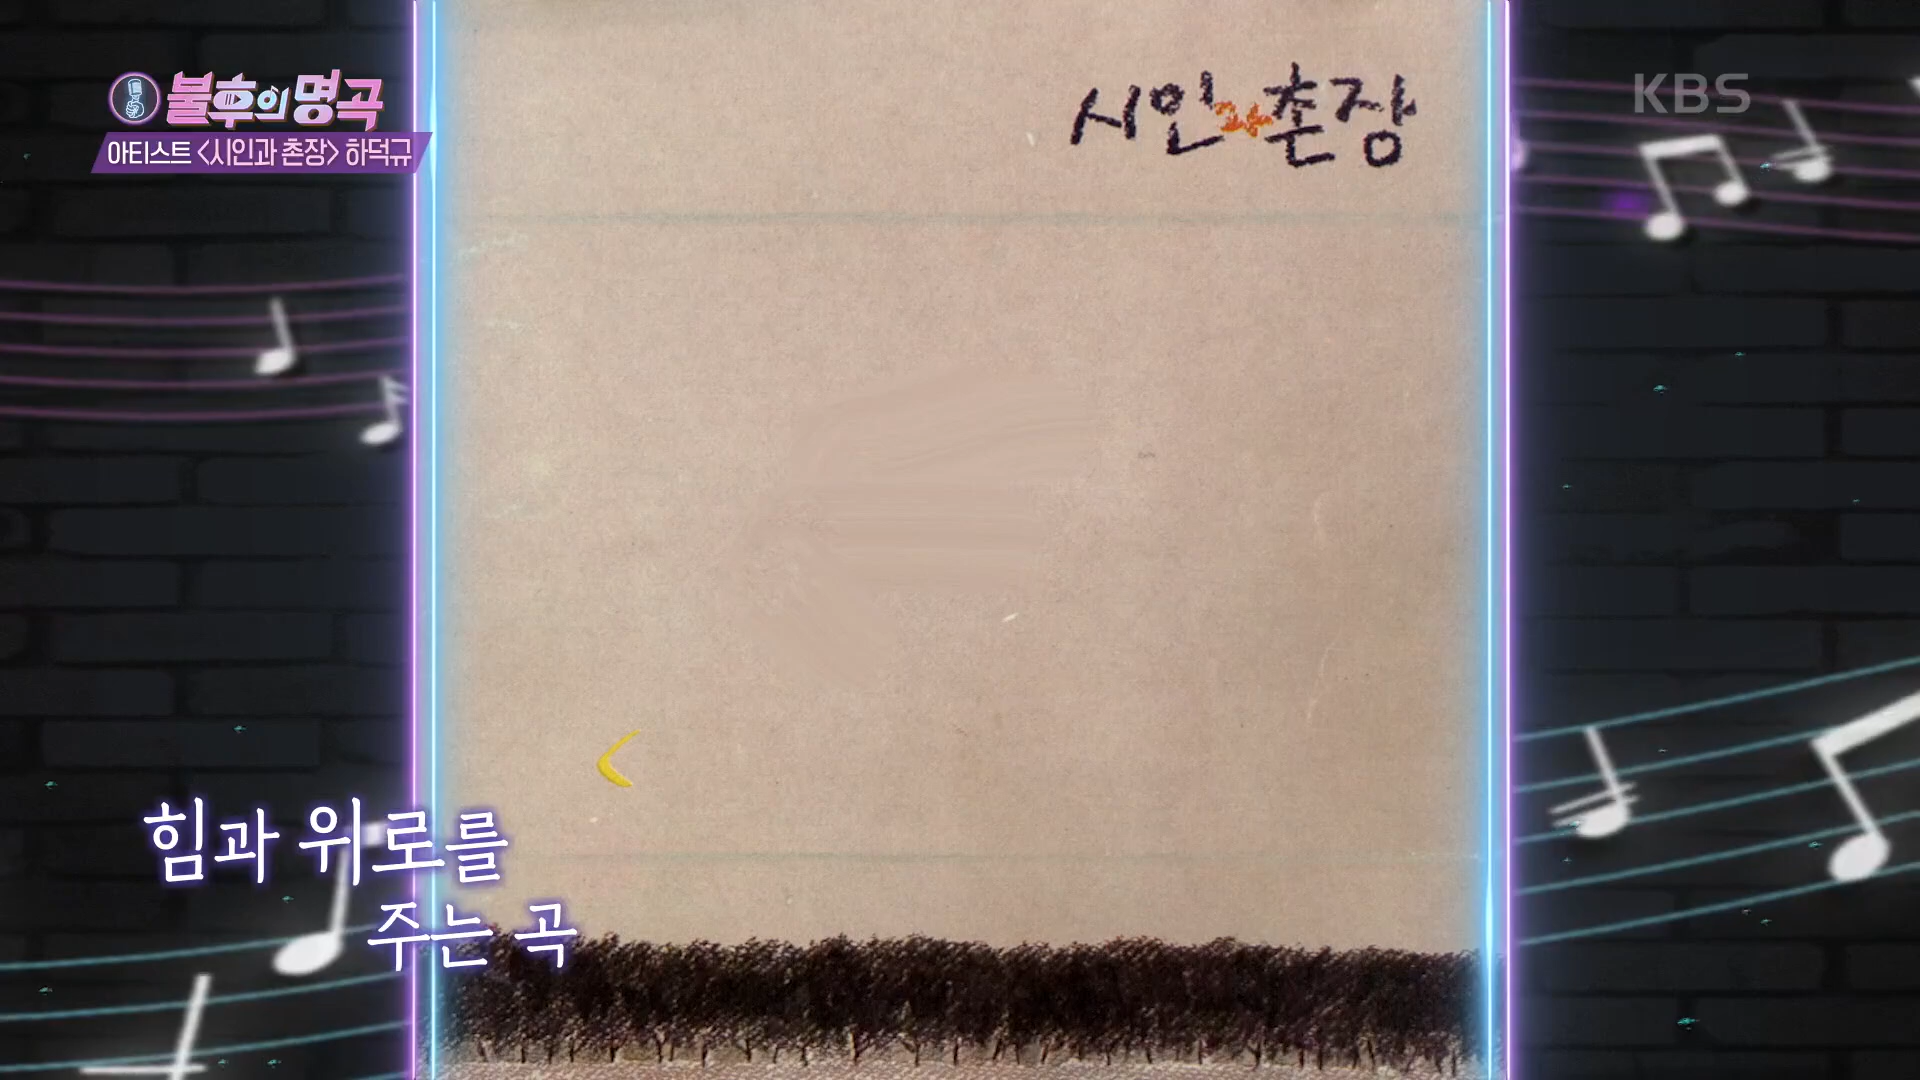 불후의 명곡
아티스트 <시인과 촌장> 하덕규
시인과 촌장
KBS
힘과 위로를
주는 곡